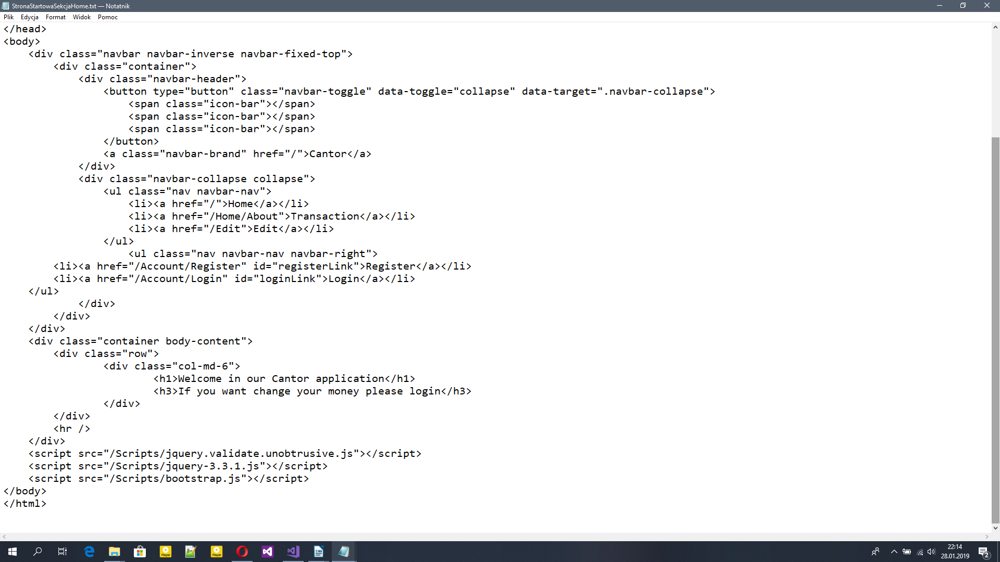 StronaStartowaSekcjaHome.txt — Notatnik
Plik Edycja Format Widok Pomoc
</head>
<body>
    <div class="navbar navbar-inverse navbar-fixed-top">
        <div class="container">
            <div class="navbar-header">
                <button type="button" class="navbar-toggle" data-toggle="collapse" data-target=".navbar-collapse">
                    <span class="icon-bar"></span>
                    <span class="icon-bar"></span>
                    <span class="icon-bar"></span>
                </button>
                <a class="navbar-brand" href="/">Cantor</a>
            </div>
            <div class="navbar-collapse collapse">
                <ul class="nav navbar-nav">
                    <li><a href="/">Home</a></li>
                    <li><a href="/Home/About">Transaction</a></li>
                    <li><a href="/Edit">Edit</a></li>
                </ul>
                    <ul class="nav navbar-nav navbar-right">
        <li><a href="/Account/Register" id="registerLink">Register</a></li>
        <li><a href="/Account/Login" id="loginLink">Login</a></li>
    </ul>
            </div>
        </div>
    </div>
    <div class="container body-content">
        <div class="row">
                <div class="col-md-6">
                        <h1>Welcome in our Cantor application</h1>
                        <h3>If you want change your money please login</h3>
                </div>
        </div>
        <hr />
    </div>
    <script src="/Scripts/jquery.validate.unobtrusive.js"></script>
    <script src="/Scripts/jquery-3.3.1.js"></script>
    <script src="/Scripts/bootstrap.js"></script>
</body>
</html>
Player
Player
22:14
28.01.2019
2